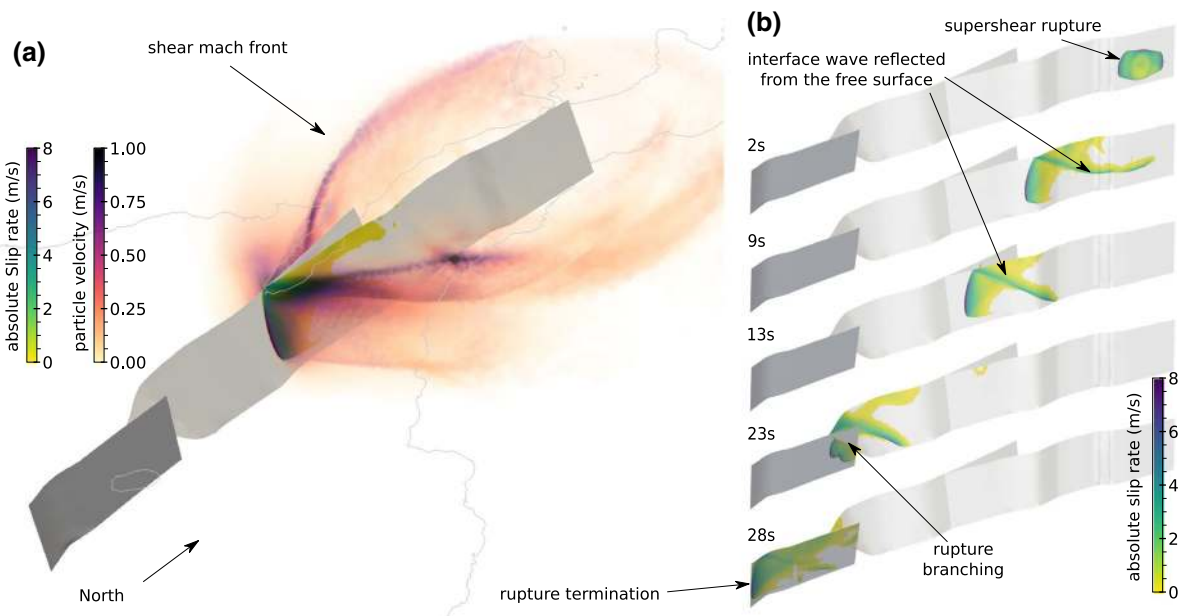 (a)
shear mach front
absolute Slip rate (m/s)
8
6
4
2
0
particle velocity (m/s)
1.00
0.75
0.50
0.25
0.00
North
(b)
supershear rupture
interface wave reflected
from the free surface
2s
9s
13s
23s
28s
rupture
branching
rupture termination
absolute slip rate (m/s)
8
6
4
2
0